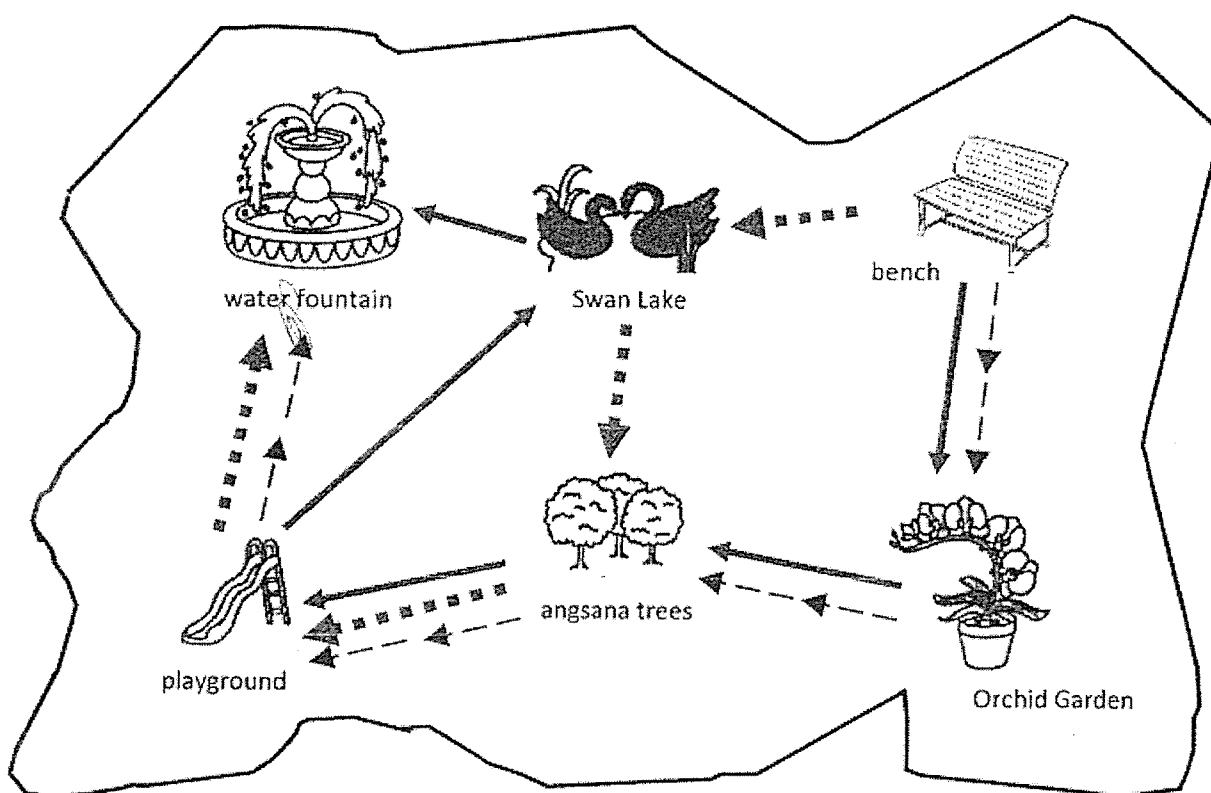 bench
water fountain
Swan Lake
angsana trees
playground
Orchid Garden